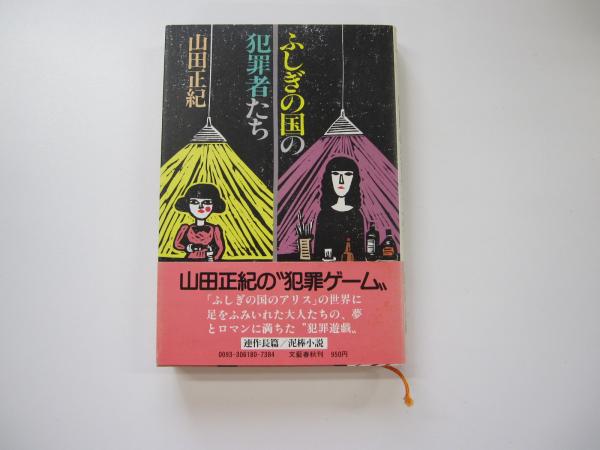 ふしぎの国の
犯罪者たち
山田正紀
山田正紀の〝犯罪ゲーム〟
「ふしぎの国のアリス」の世界に
足をふみいれた大人たちの、夢
とロマンに満ちた〝犯罪遊戯〟
連作長篇/泥棒小説
0093-306180-7384 文藝春秋刊 950円